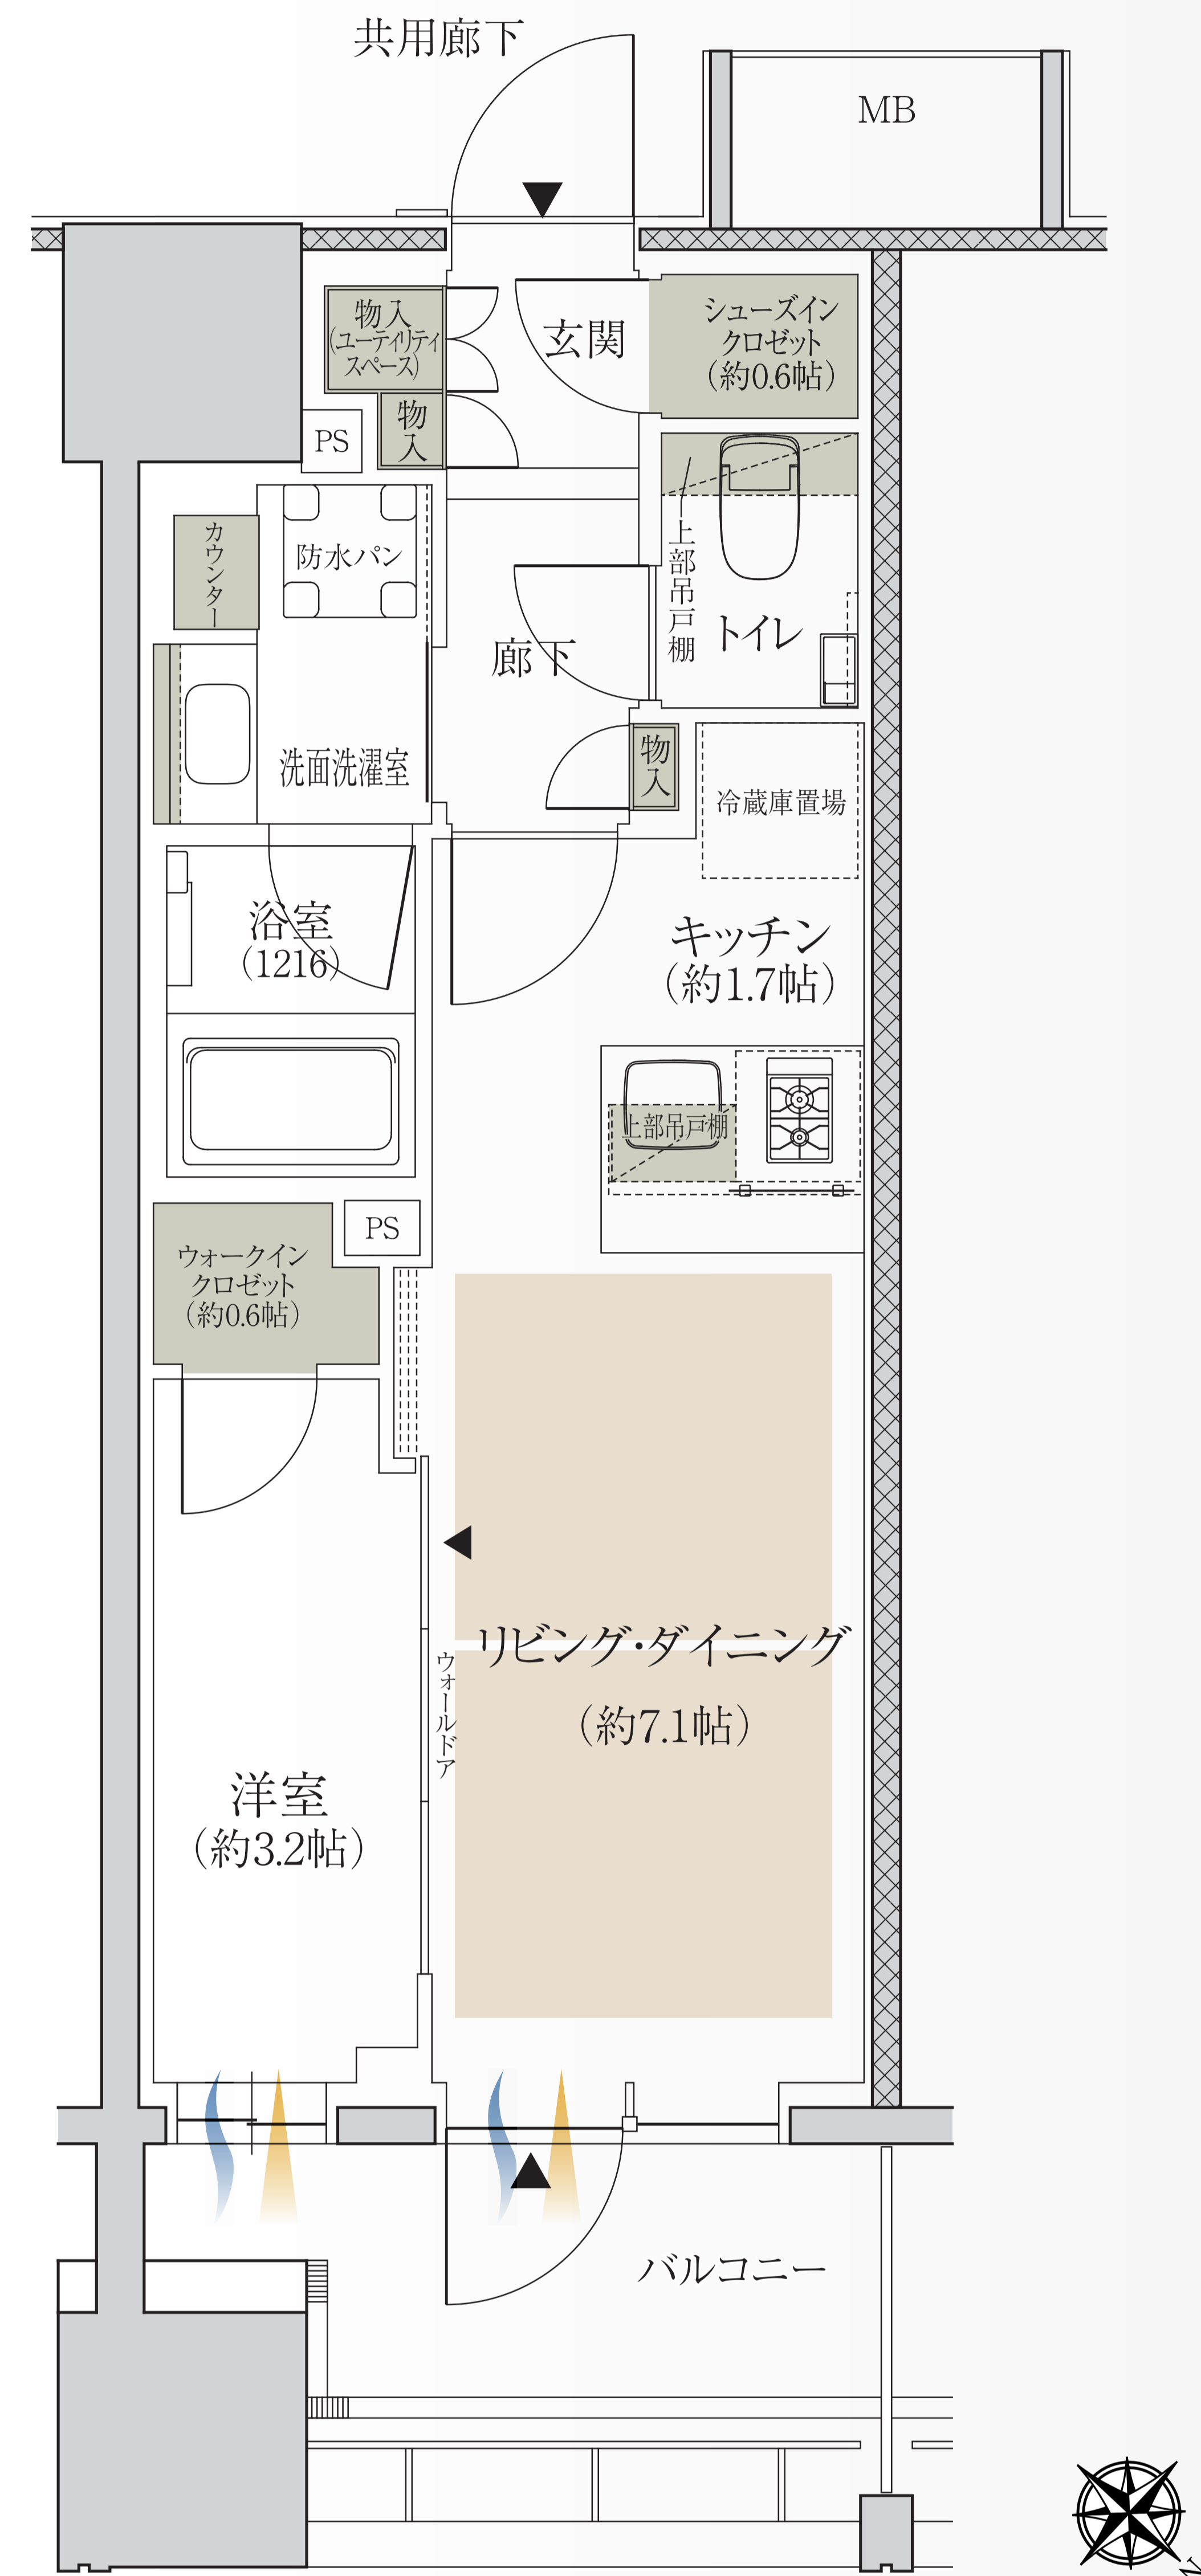 共用廊下
MB
物入
(ユーティリティ
スペース)
玄関
シューズイン
クロゼット
(約0.6帖)
物入
PS
上部吊戸棚
カウンター
防水パン
トイレ
廊下
洗面洗濯室
物入
冷蔵庫置場
浴室
(1216)
キッチン
(約1.7帖)
上部吊戸棚
PS
ウォークイン
クロゼット
(約0.6帖)
リビング・ダイニング
(約7.1帖)
ウォールドア
洋室
(約3.2帖)
バルコニー
N